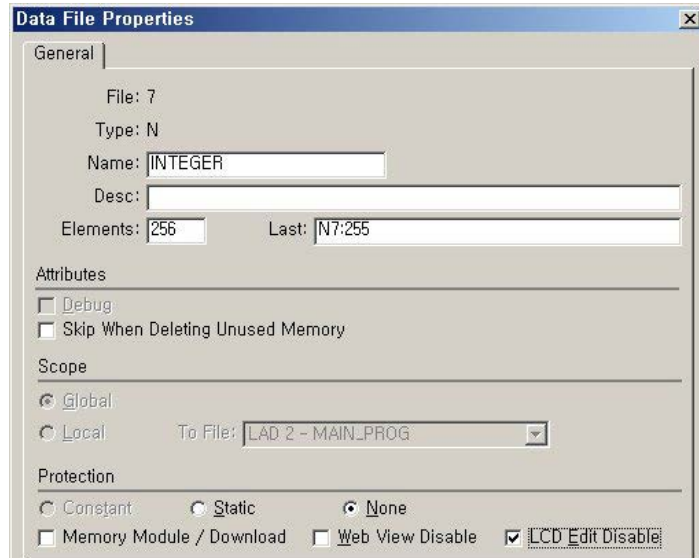 Data File Properties
General
File: 7
Type: N
Name: INTEGER
Desc:
Elements: 256 Last: N7:255
Attributes
Debug
Skip When Deleting Unused Memory
Scope
Global
Local To File: LAD 2 - MAIN_PROG
Protection
Constant Static None
Memory Module / Download Web View Disable LCD Edit Disable